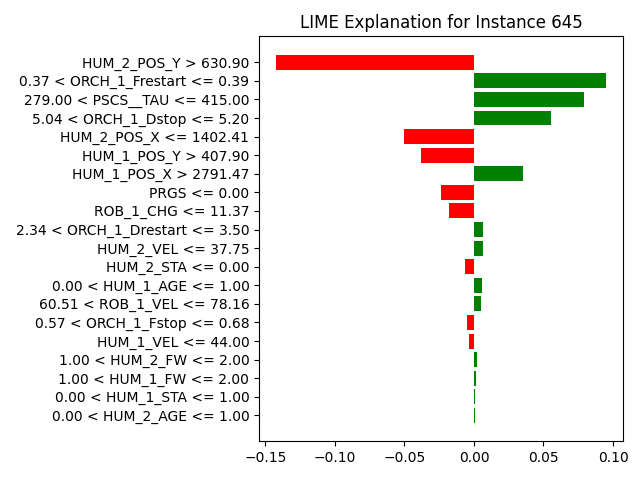 LIME Explanation for Instance 645
HUM_2_POS_Y > 630.90
0.37 < ORCH_1_Frestart <= 0.39
279.00 < PSCS__TAU <= 415.00
5.04 < ORCH_1_Dstop <= 5.20
HUM_2_POS_X <= 1402.41
HUM_1_POS_Y > 407.90
HUM_1_POS_X > 2791.47
PRGS <= 0.00
ROB_1_CHG <= 11.37
2.34 < ORCH_1_Drestart <= 3.50
HUM_2_VEL <= 37.75
HUM_2_STA <= 0.00
0.00 < HUM_1_AGE <= 1.00
60.51 < ROB_1_VEL <= 78.16
0.57 < ORCH_1_Fstop <= 0.68
HUM_1_VEL <= 44.00
1.00 < HUM_2_FW <= 2.00
1.00 < HUM_1_FW <= 2.00
0.00 < HUM_1_STA <= 1.00
0.00 < HUM_2_AGE <= 1.00
−0.15 −0.10 −0.05 0.00 0.05 0.10